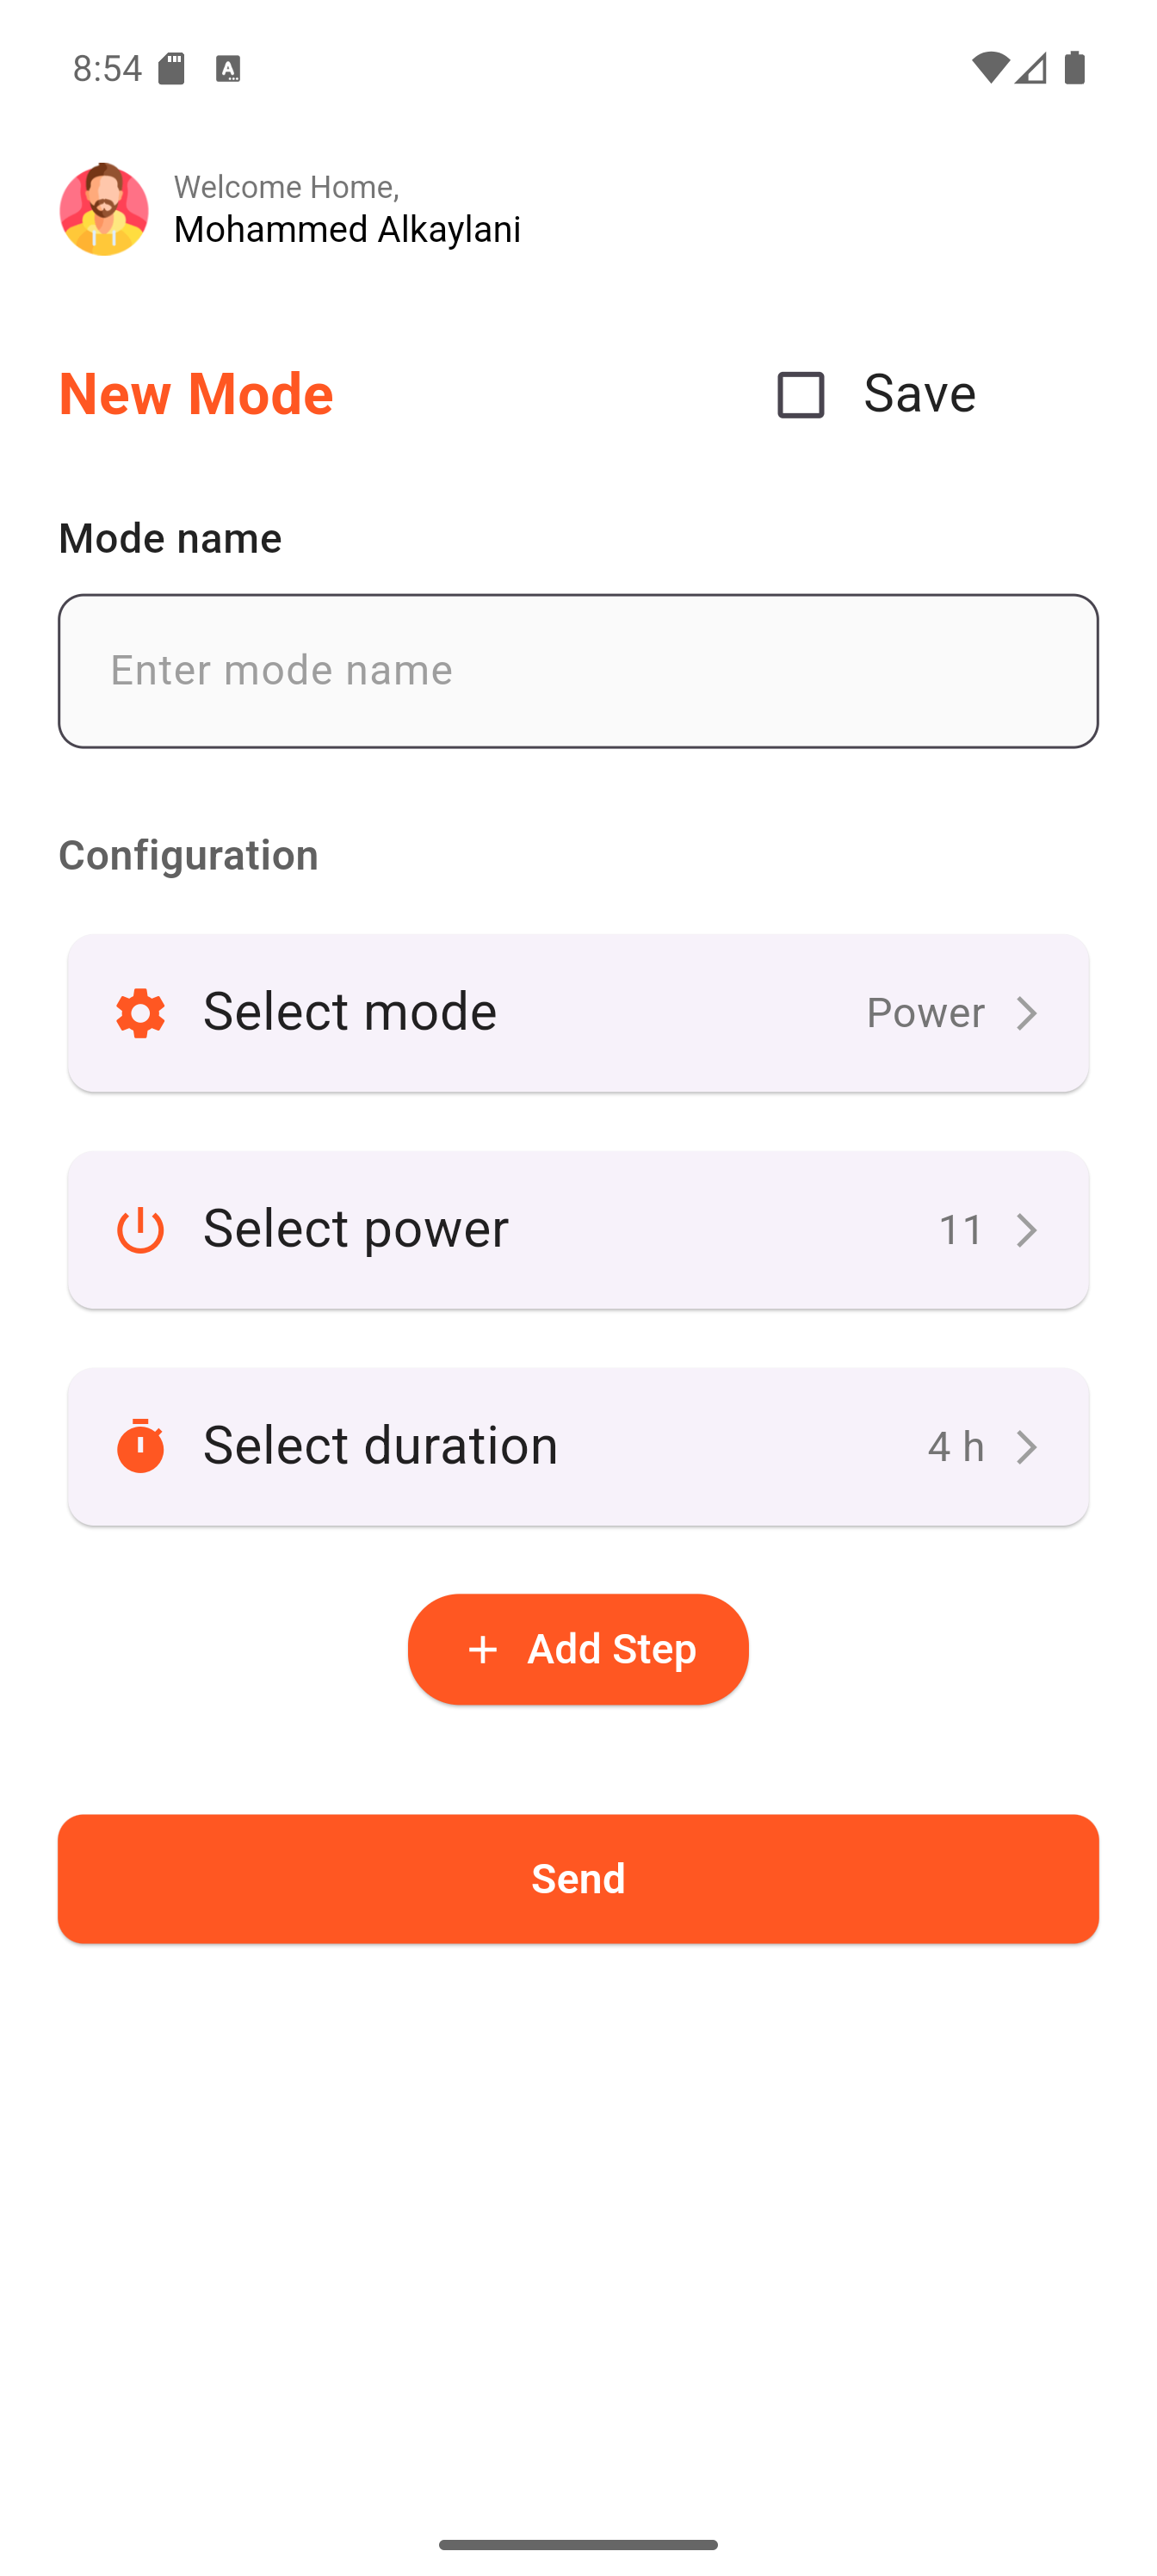 8:54
Welcome Home,
Mohammed Alkaylani
New Mode
Save
Mode name
Enter mode name
Configuration
Select mode
Power
Select power
11
Select duration
4 h
Add Step
Send